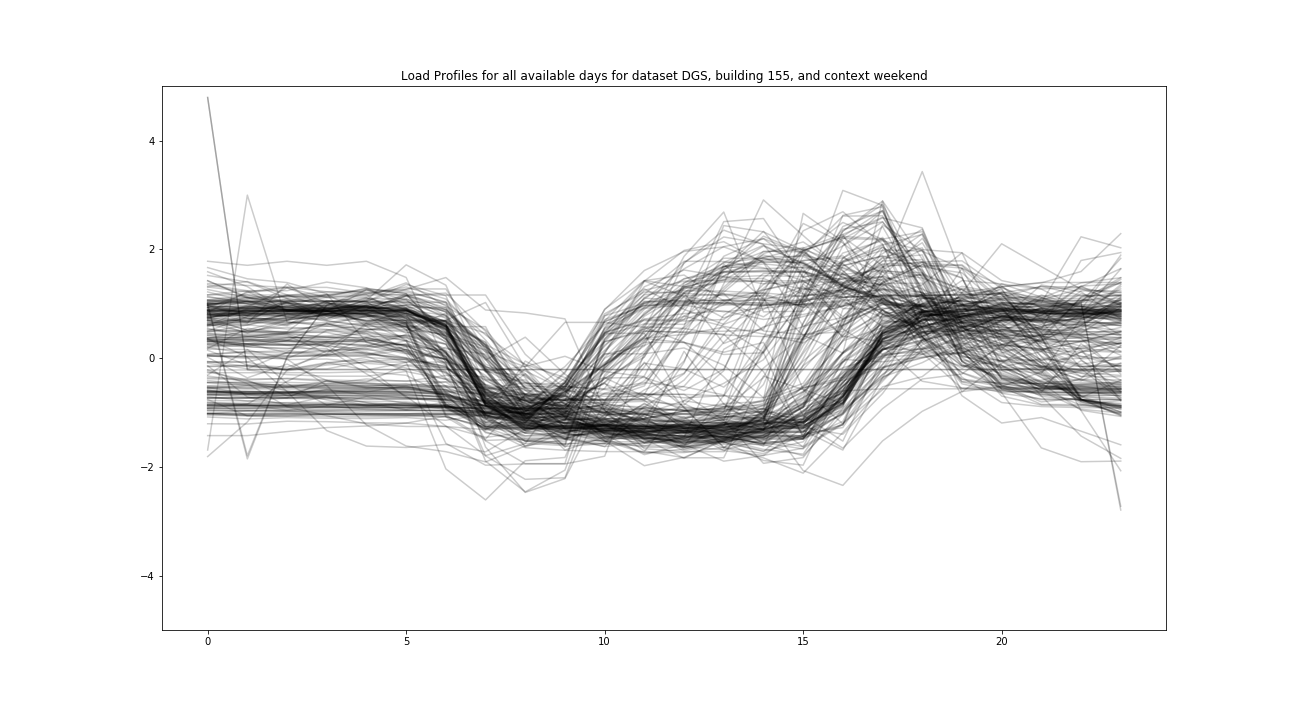 Load Profiles for all available days for dataset DGS, building 155, and context weekend
4
2
0
−2
−4
0 5 10 15 20